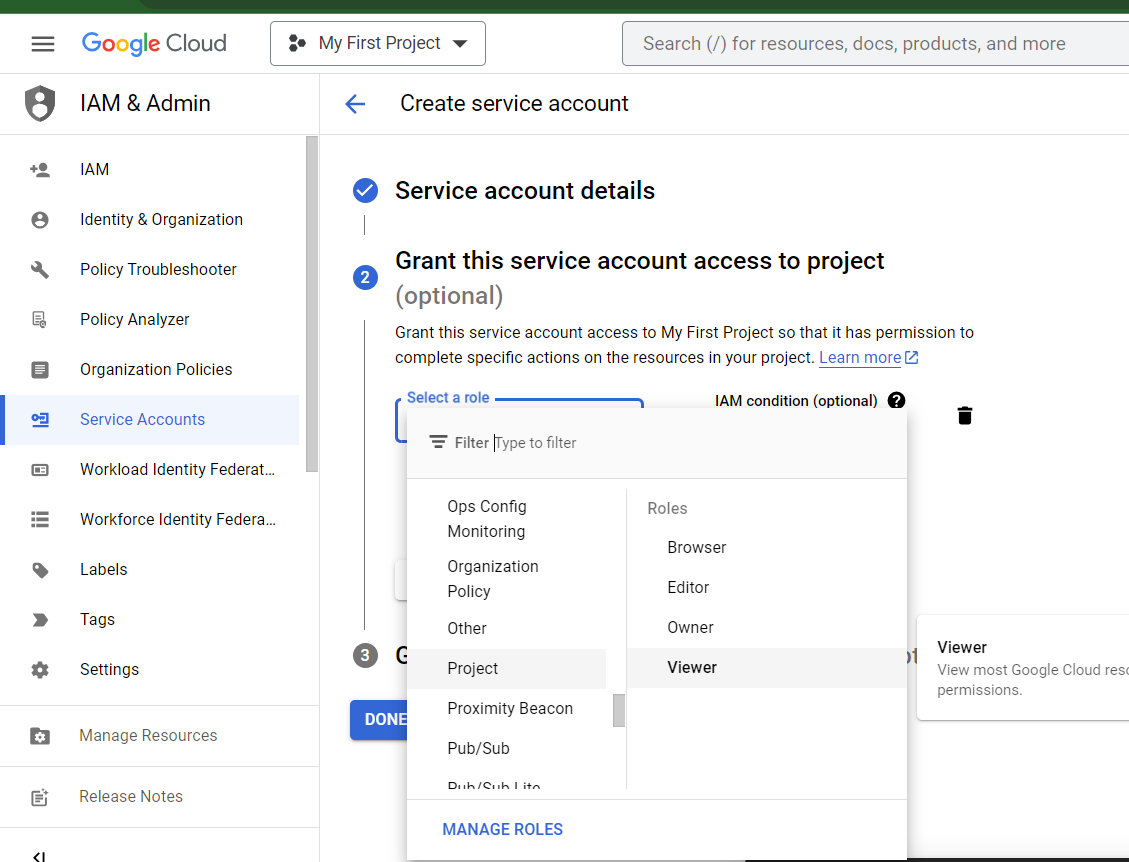 Google Cloud
My First Project
Search (/) for resources, docs, products, and more
IAM & Admin
Create service account
IAM
Identity & Organization
Policy Troubleshooter
Policy Analyzer
Organization Policies
Service Accounts
Workload Identity Federat...
Workforce Identity Federa...
Labels
Tags
Settings
Manage Resources
Release Notes
Service account details
2
Grant this service account access to project
(optional)
Grant this service account access to My First Project so that it has permission to
complete specific actions on the resources in your project. Learn more
Select a role
IAM condition (optional) ?
Filter Type to filter
Ops Config
Monitoring
Organization
Policy
Other
Project
Proximity Beacon
Pub/Sub
Pub/Sub Lite
Roles
Browser
Editor
Owner
Viewer
MANAGE ROLES
Viewer
View most Google Cloud
permissions.
3
DONE